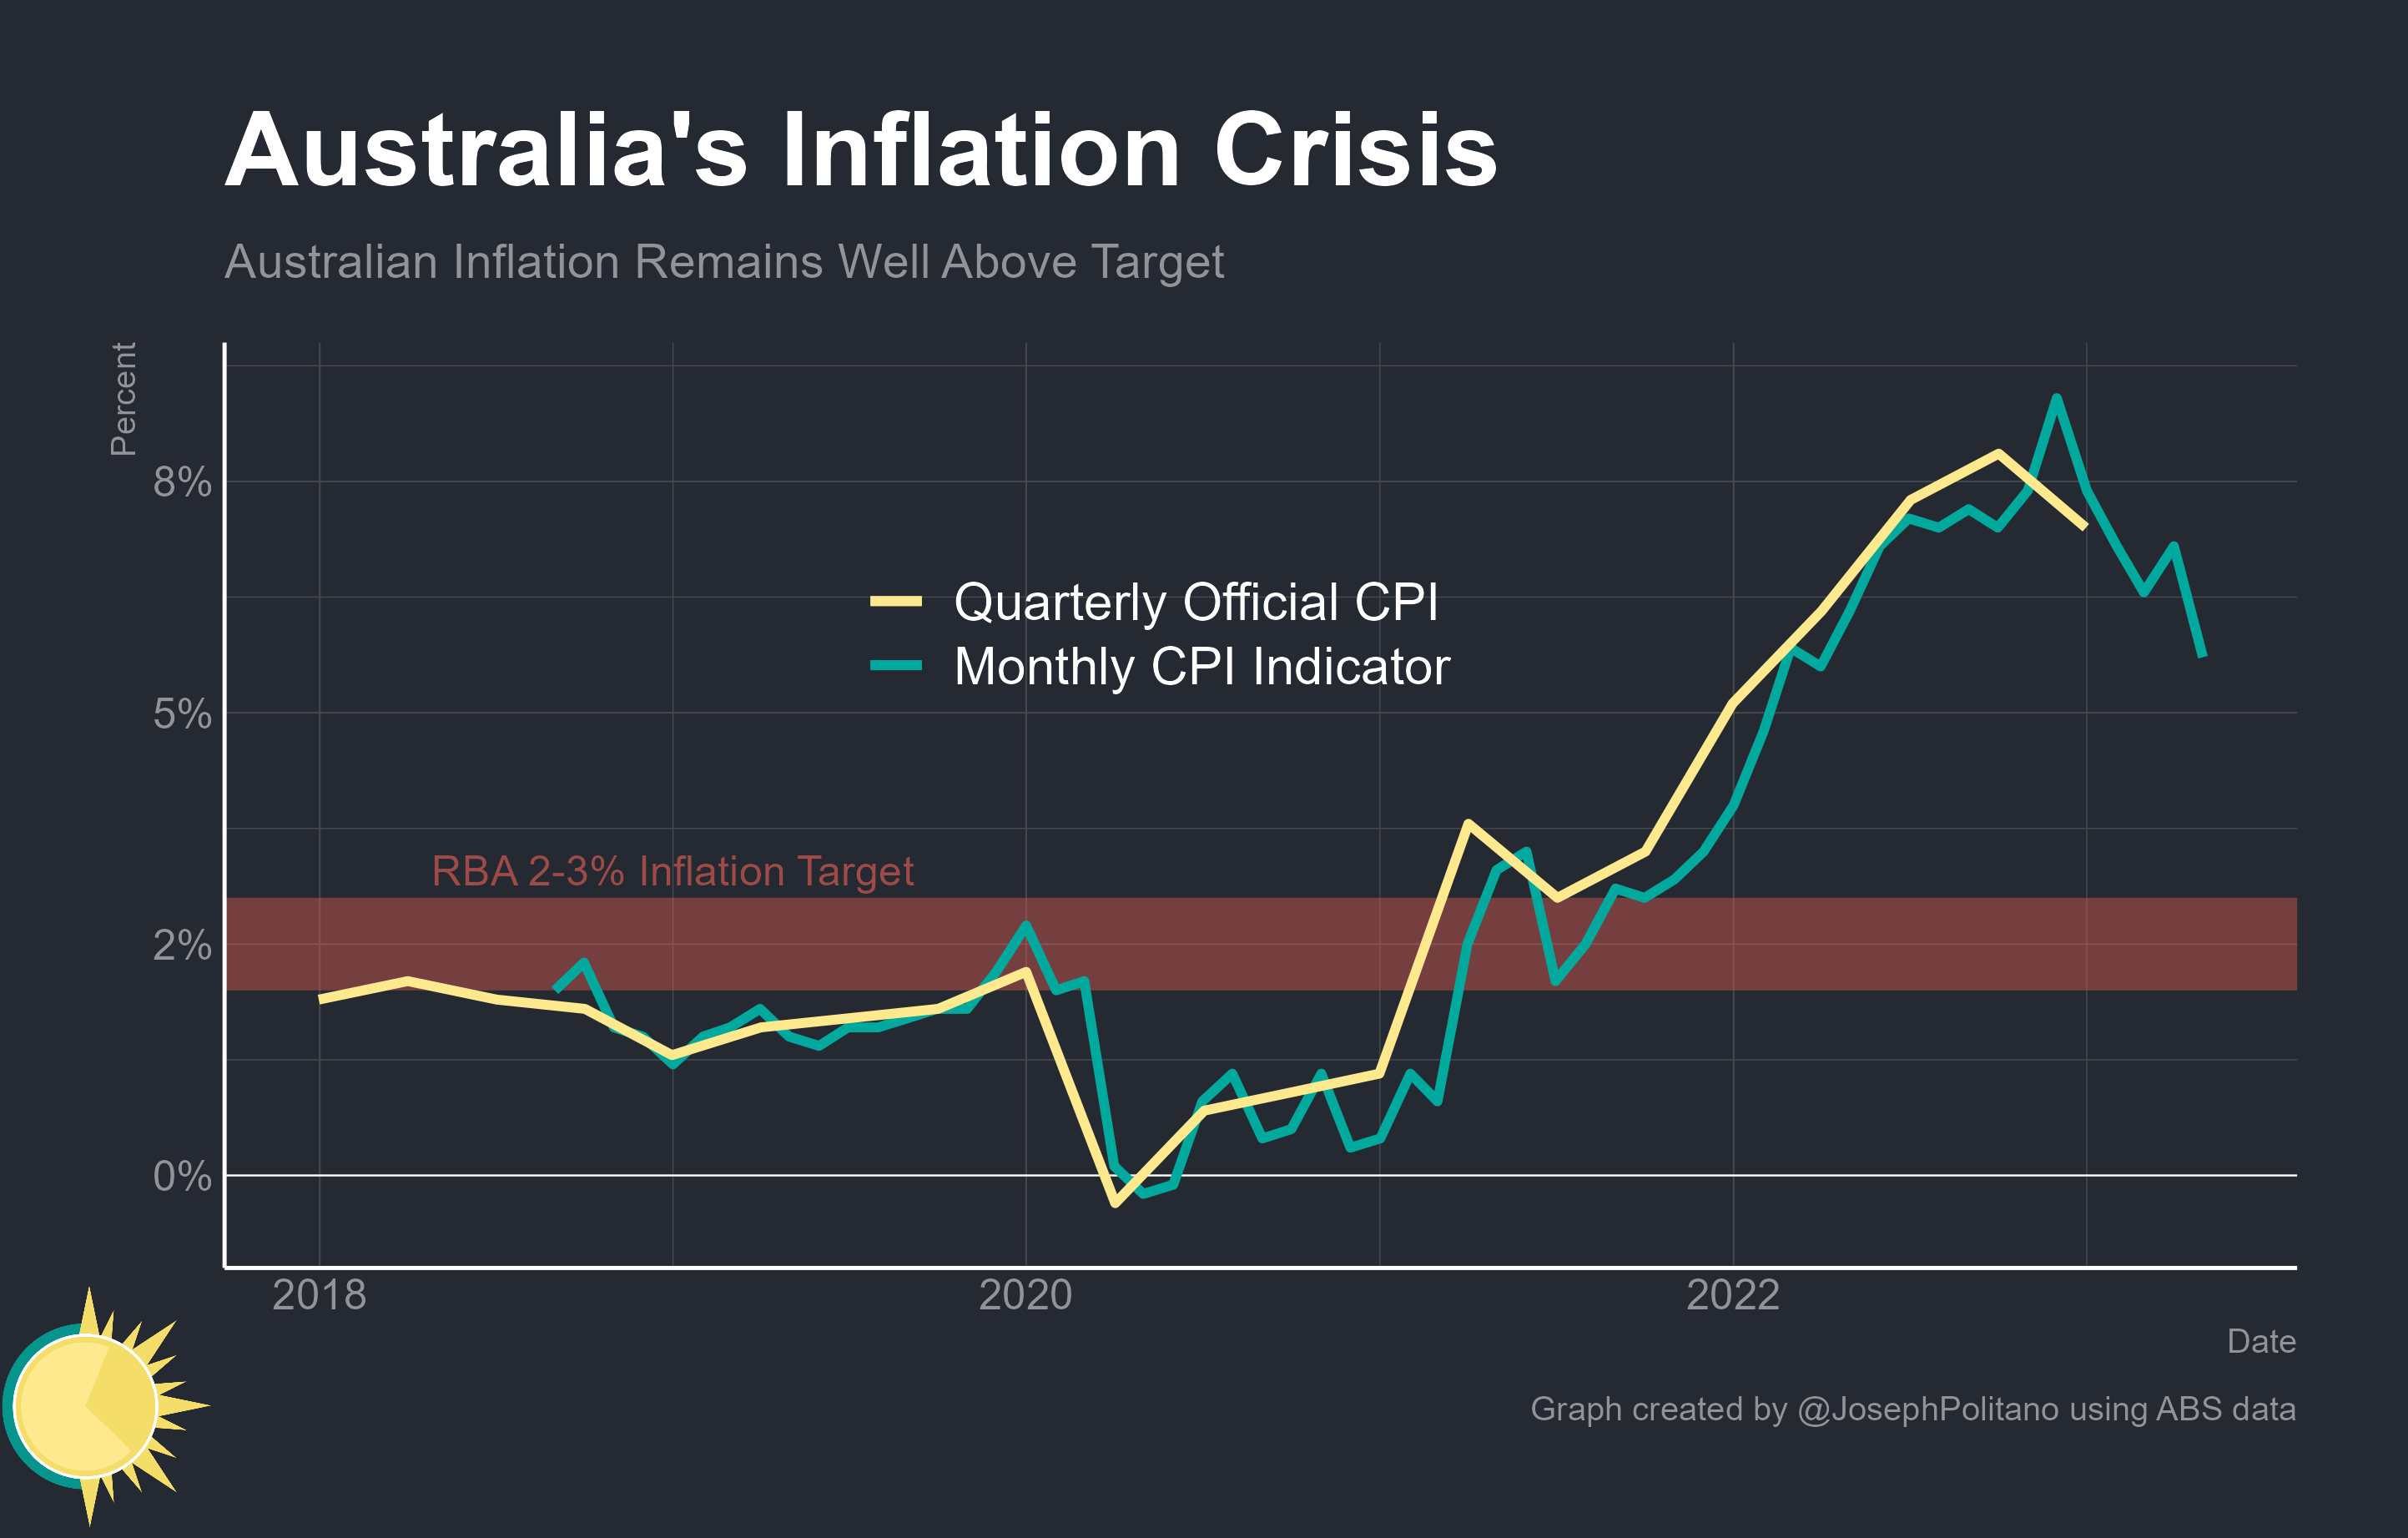 Australia's Inflation Crisis
Australian Inflation Remains Well Above Target
Percent
8%
Quarterly Official CPI
Monthly CPI Indicator
5%
RBA 2-3% Inflation Target
2%
0%
2018
2020
2022
Date
Graph created by @JosephPolitano using ABS data